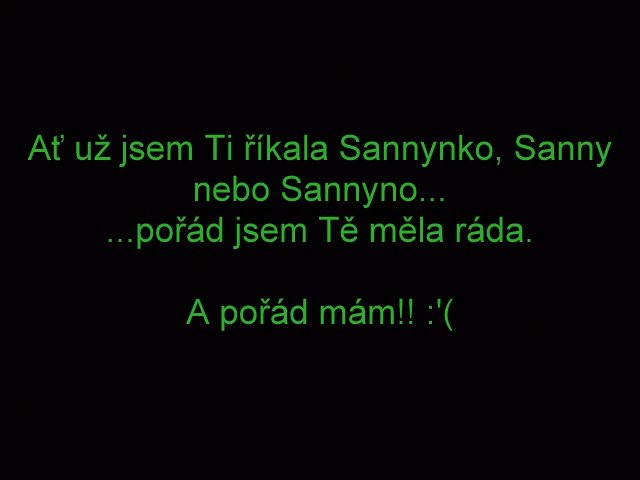 Ať už jsem Ti říkala Sannynko, Sanny
nebo Sannyno...
...pořád jsem Tě měla ráda.
A pořád mám!! :'(